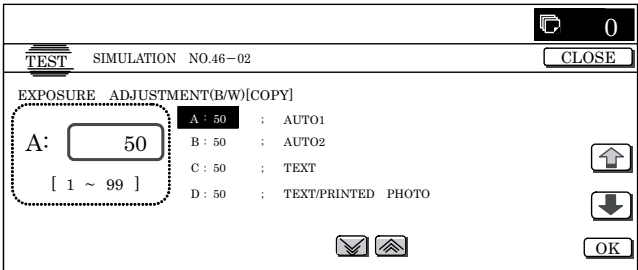 0
TEST SIMULATION NO.46-02 CLOSE
EXPOSURE ADJUSTMENT(B/W)[COPY]
A: 50
[ 1 ~ 99 ]
A : 50 ; AUTO1
B : 50 ; AUTO2
C : 50 ; TEXT
D : 50 ; TEXT/PRINTED PHOTO
OK